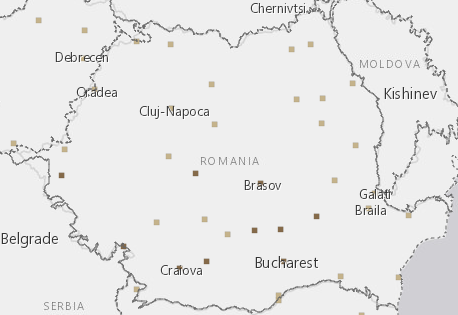 Chernivtsi
Debrecen
MOLDOVA
Oradea
Kishinev
Cluj-Napoca
ROMANIA
Brasov
Galati
Braila
Belgrade
Craiova
Bucharest
SERBIA